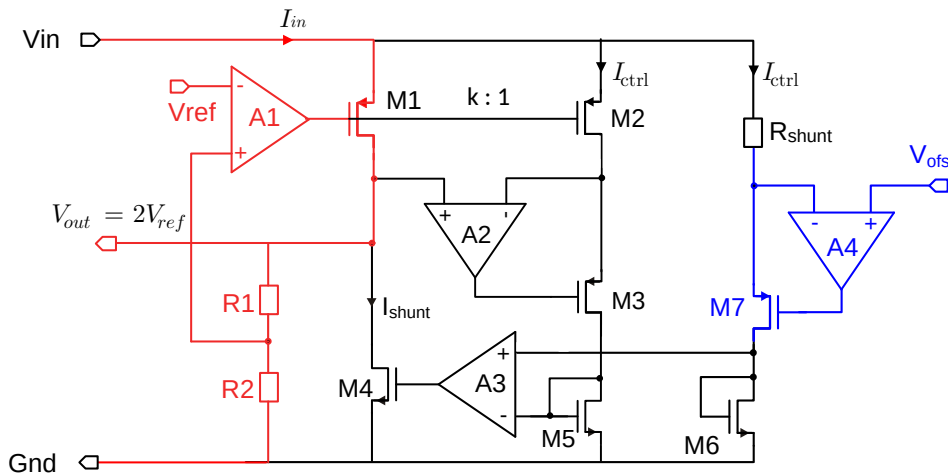 I_in
Vin
I_ctrl
I_ctrl
-
Vref
A1
+
M1
k : 1
M2
R_shunt
V_ofs
V_out = 2V_ref
+
-
A2
-
+
A4
M3
M7
R1
I_shunt
+
A3
-
R2
M4
M5
M6
Gnd